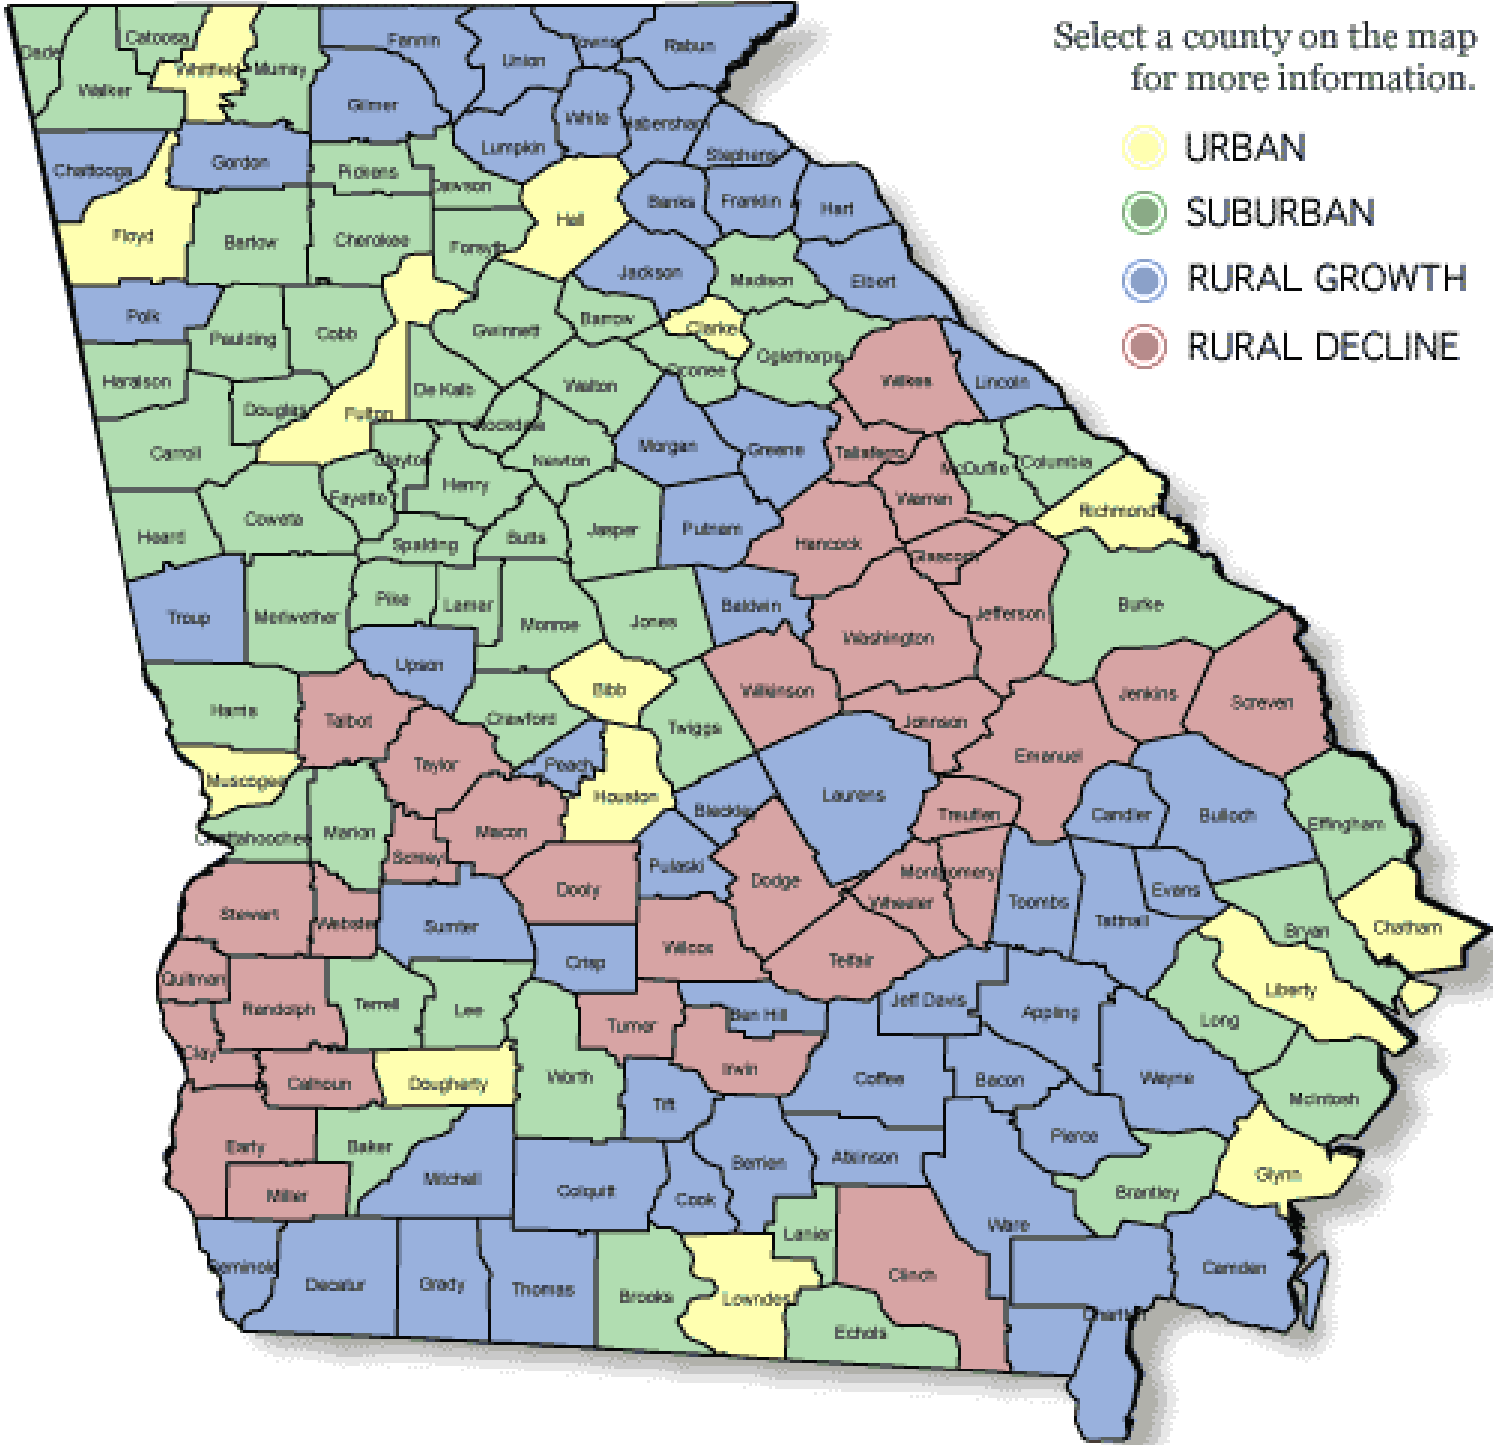 Select a county on the map
for more information.
URBAN
SUBURBAN
RURAL GROWTH
RURAL DECLINE
Dade
Catoosa
Whitfield
Murray
Fannin
Union
Towns
Rabun
Walker
Gilmer
White
Habersham
Lumpkin
Stephens
Chattooga
Gordon
Pickens
Dawson
Banks
Franklin
Hart
Hall
Floyd
Bartow
Cherokee
Forsyth
Jackson
Madison
Elbert
Polk
Paulding
Cobb
Gwinnett
Barrow
Clarke
Oglethorpe
Oconee
Haralson
Douglas
Fulton
De Kalb
Walton
Wilkes
Lincoln
Rockdale
Carroll
Clayton
Newton
Morgan
Greene
Taliaferro
McDuffie
Columbia
Fayette
Henry
Warren
Richmond
Heard
Coweta
Spalding
Butts
Jasper
Putnam
Hancock
Glascock
Troup
Meriwether
Pike
Lamar
Monroe
Jones
Baldwin
Washington
Jefferson
Burke
Upson
Bibb
Wilkinson
Jenkins
Screven
Harris
Talbot
Crawford
Twiggs
Johnson
Emanuel
Muscogee
Taylor
Peach
Houston
Bleckley
Laurens
Treutlen
Candler
Bulloch
Effingham
Chattahoochee
Marion
Schley
Macon
Pulaski
Dodge
Montgomery
Wheeler
Toombs
Evans
Tattnall
Stewart
Webster
Sumter
Dooly
Wilcox
Telfair
Bryan
Chatham
Quitman
Randolph
Terrell
Lee
Crisp
Turner
Ben Hill
Jeff Davis
Appling
Long
Liberty
Clay
Calhoun
Dougherty
Worth
Irwin
Coffee
Bacon
Wayne
McIntosh
Tift
Early
Baker
Mitchell
Miller
Colquitt
Cook
Berrien
Atkinson
Pierce
Brantley
Glynn
Lanier
Ware
Seminole
Decatur
Grady
Thomas
Brooks
Lowndes
Clinch
Echols
Charlton
Camden